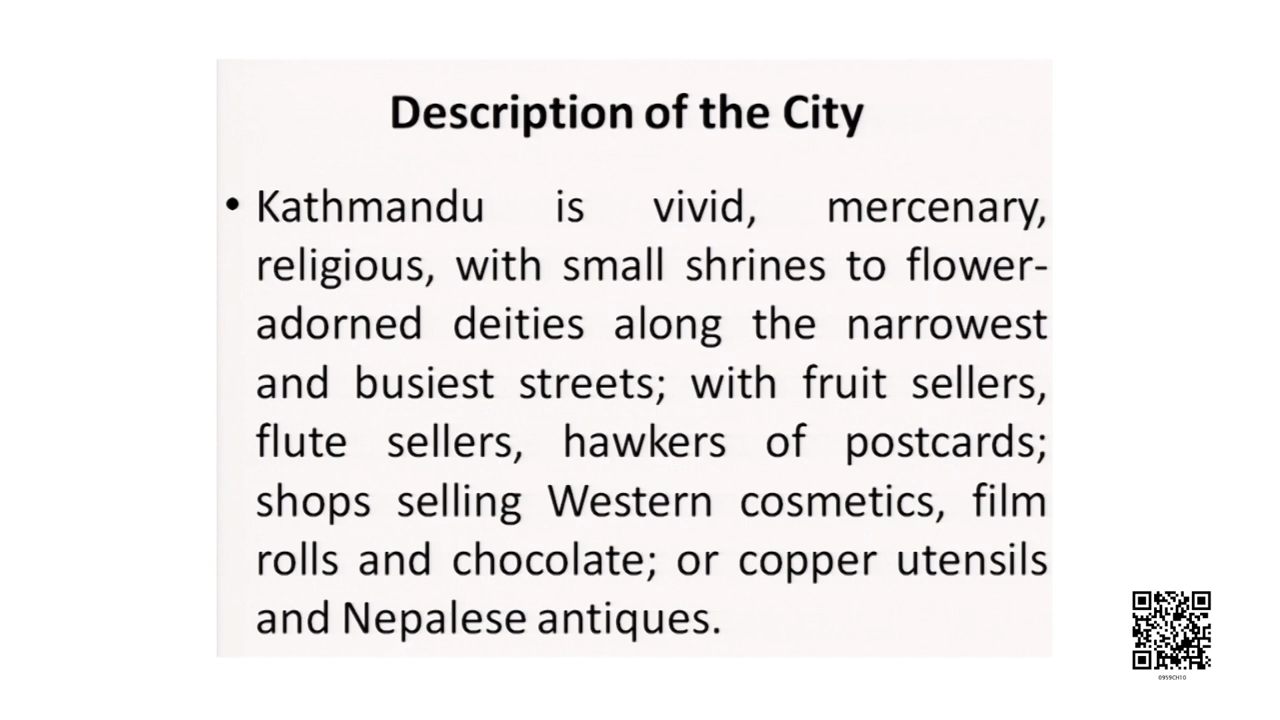 Description of the City
• Kathmandu is vivid, mercenary,
religious, with small shrines to flower-
adorned deities along the narrowest
and busiest streets; with fruit sellers,
flute sellers, hawkers of postcards;
shops selling Western cosmetics, film
rolls and chocolate; or copper utensils
and Nepalese antiques.
0959CH10